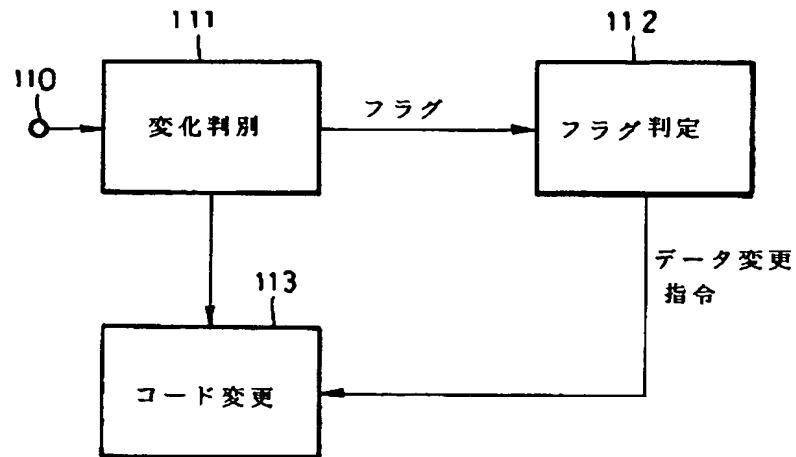 111
112
110
変化判別
フラグ
フラグ判定
データ変更
指令
113
コード変更